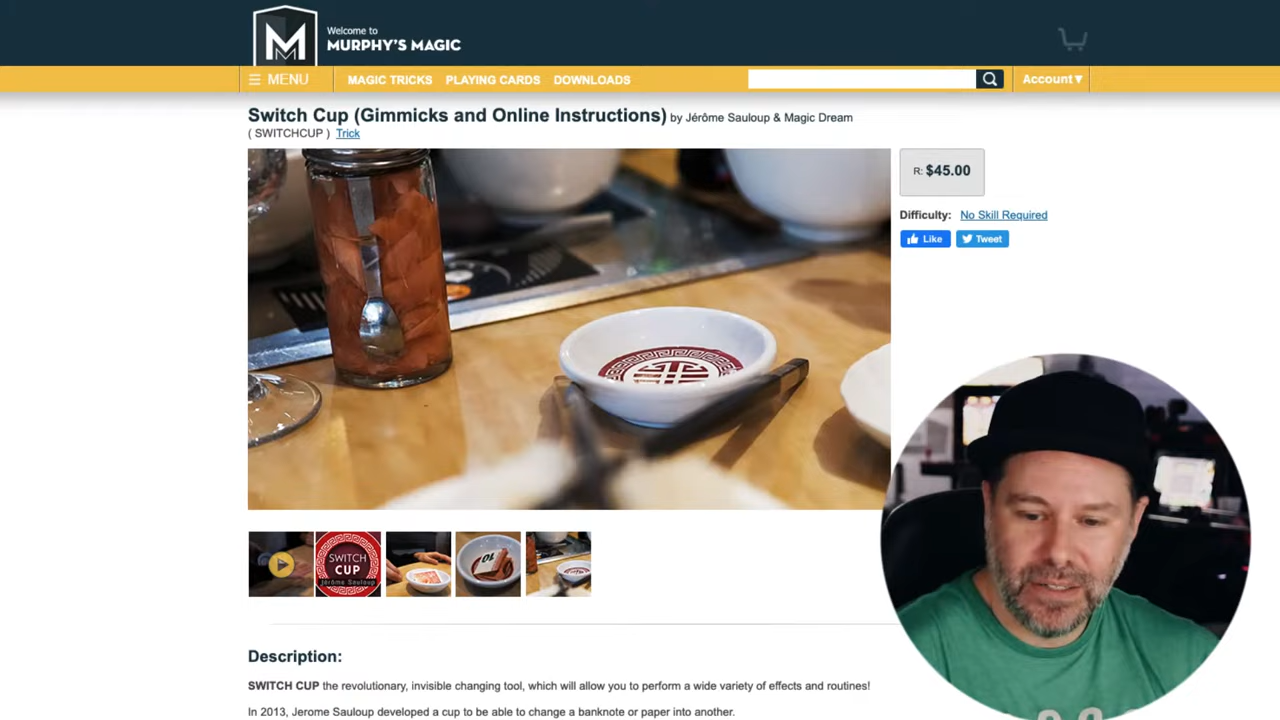 Welcome to
MURPHY'S MAGIC
MENU
MAGIC TRICKS PLAYING CARDS DOWNLOADS
Account▾
Switch Cup (Gimmicks and Online Instructions) by Jérôme Sauloup & Magic Dream
( SWITCHCUP ) Trick
R: $45.00
Difficulty: No Skill Required
Like Tweet
SWITCH
CUP
Jérôme Sauloup
10
Description:
SWITCH CUP the revolutionary, invisible changing tool, which will allow you to perform a wide variety of effects and routines!
In 2013, Jerome Sauloup developed a cup to be able to change a banknote or paper into another.